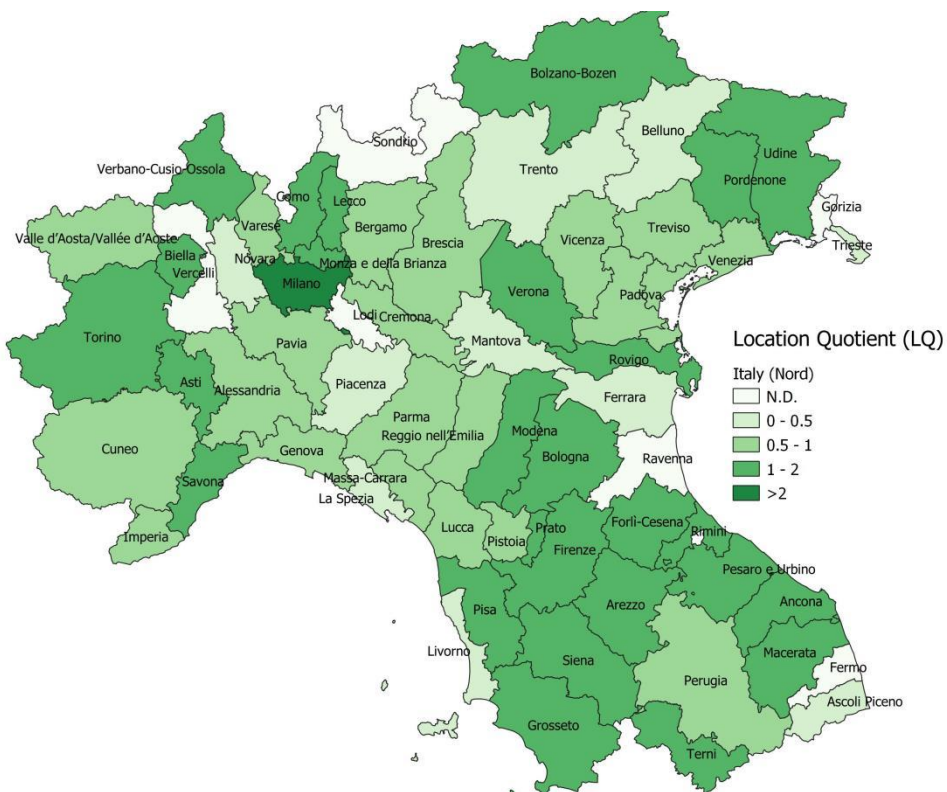 Bolzano-Bozen
Belluno
Sondrio
Udine
Verbano-Cusio-Ossola
Trento
Pordenone
Como
Lecco
Gorizia
Varese
Bergamo
Treviso
Valle d'Aosta/Vallée d'Aoste
Brescia
Vicenza
Trieste
Biella
Novara
Monza e della Brianza
Venezia
Vercelli
Milano
Verona
Padova
Lodi
Cremona
Torino
Pavia
Mantova
Rovigo
Asti
Alessandria
Piacenza
Ferrara
Parma
Cuneo
Genova
Reggio nell'Emilia
Modena
Bologna
Ravenna
Savona
Massa-Carrara
La Spezia
Imperia
Lucca
Pistoia
Prato
Forlì-Cesena
Rimini
Firenze
Pesaro e Urbino
Pisa
Arezzo
Ancona
Livorno
Siena
Macerata
Fermo
Perugia
Ascoli Piceno
Grosseto
Terni
Location Quotient (LQ)
Italy (Nord)
N.D.
0 - 0.5
0.5 - 1
1 - 2
>2